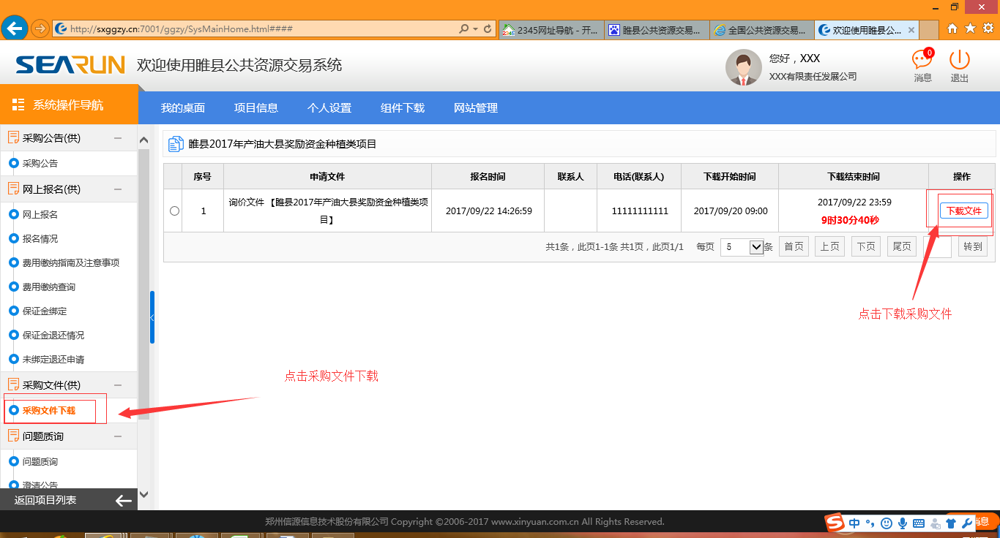 http://sxggzy.cn:7001/ggzy/SysMainHome.html####
2345网址导航 - 开...
睢县公共资源交易...
全国公共资源交易...
欢迎使用睢县公...
SEARUN
欢迎使用睢县公共资源交易系统
您好，XXX
XXX有限责任发展公司
0
消息
退出
系统操作导航
我的桌面
项目信息
个人设置
组件下载
网站管理
采购公告(供)
采购公告
网上报名(供)
网上报名
报名情况
费用缴纳指南及注意事项
费用缴纳查询
保证金绑定
保证金退还情况
未绑定退还申请
采购文件(供)
采购文件下载
问题质询
问题质询
澄清公告
返回项目列表
睢县2017年产油大县奖励资金种植类项目
序号
申请文件
报名时间
联系人
电话(联系人)
下载开始时间
下载结束时间
操作
1
询价文件 【睢县2017年产油大县奖励资金种植类项
目】
2017/09/22 14:26:59
11111111111
2017/09/20 09:00
2017/09/22 23:59
9时30分40秒
下载文件
共1条，此页1-1条 共1页，此页1/1
每页
5
条
首页
上页
下页
尾页
转到
点击下载采购文件
点击采购文件下载
郑州信源信息技术股份有限公司 Copyright ©2006-2017 www.xinyuan.com.cn All Rights Reserved.
中
消息